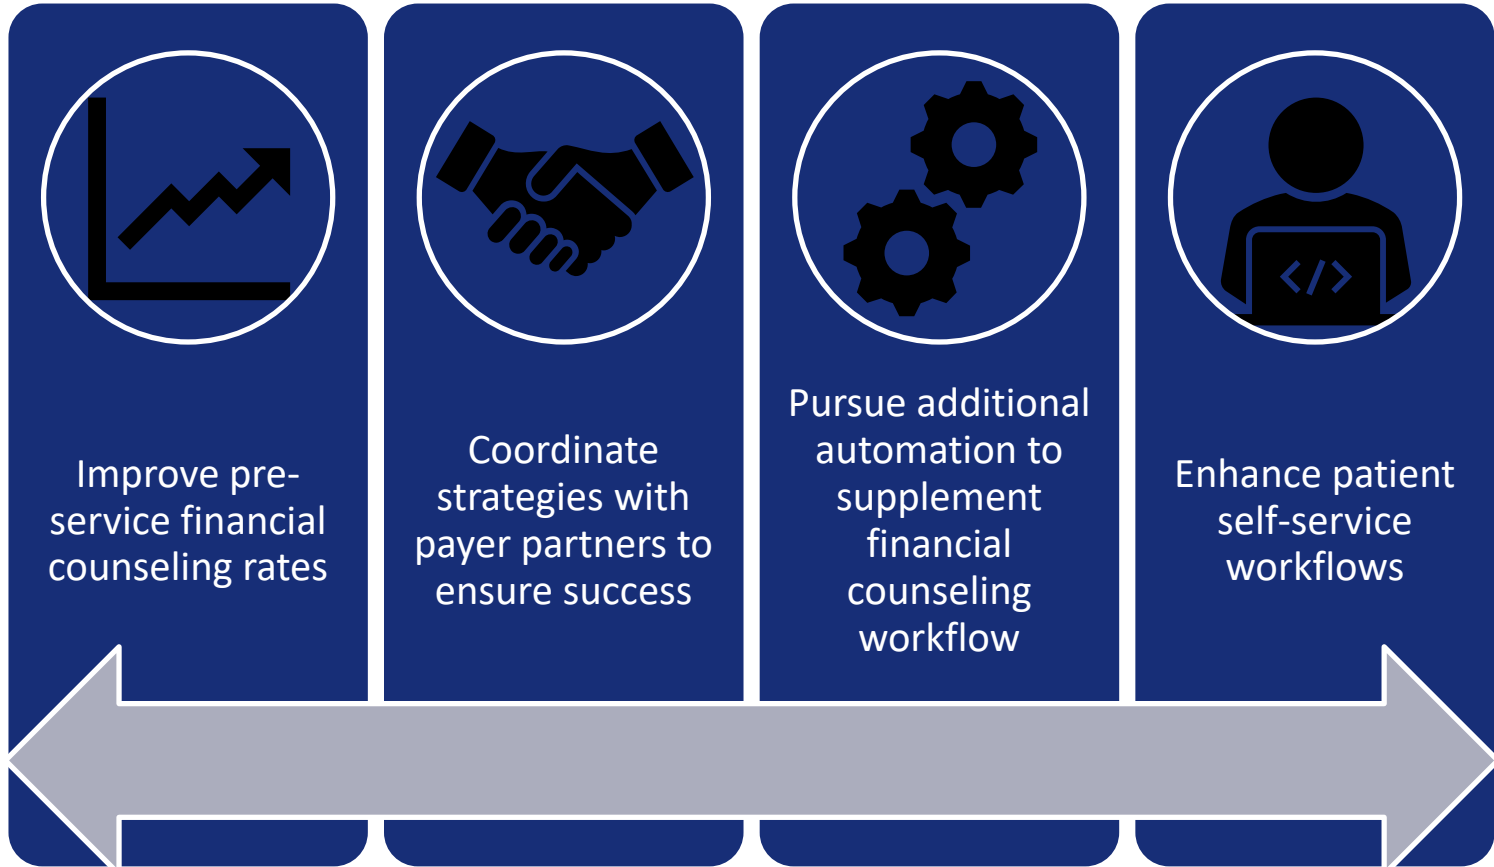 Improve pre-
service financial
counseling rates
Coordinate
strategies with
payer partners to
ensure success
Pursue additional
automation to
supplement
financial
counseling
workflow
</>
Enhance patient
self-service
workflows